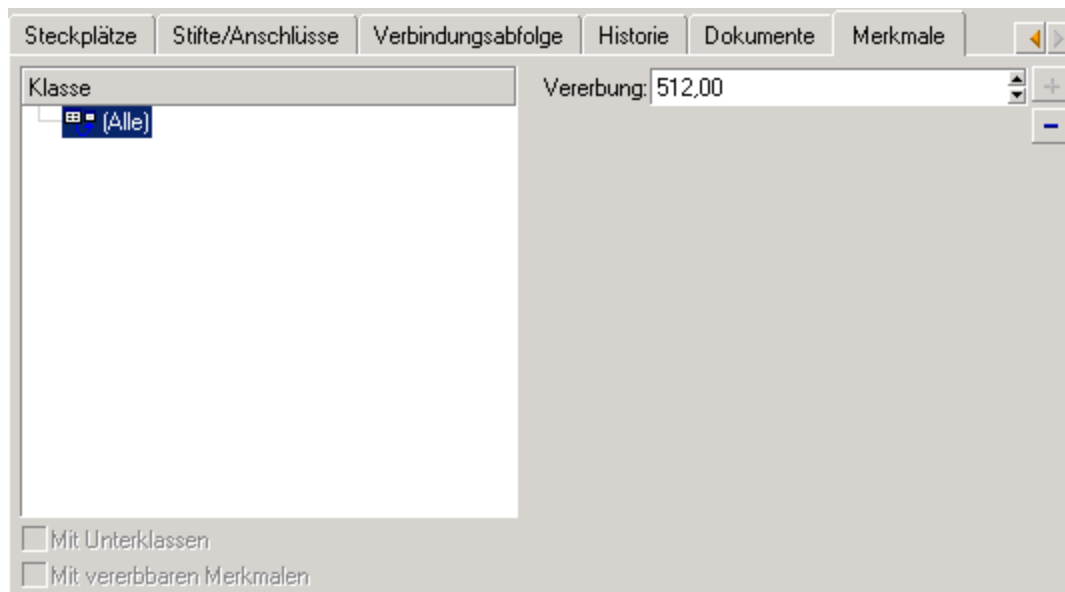 Steckplätze Stifte/Anschlüsse Verbindungsabfolge Historie Dokumente Merkmale
Klasse
Vererbung: 512,00
(Alle)
Mit Unterklassen
Mit vererbbaren Merkmalen